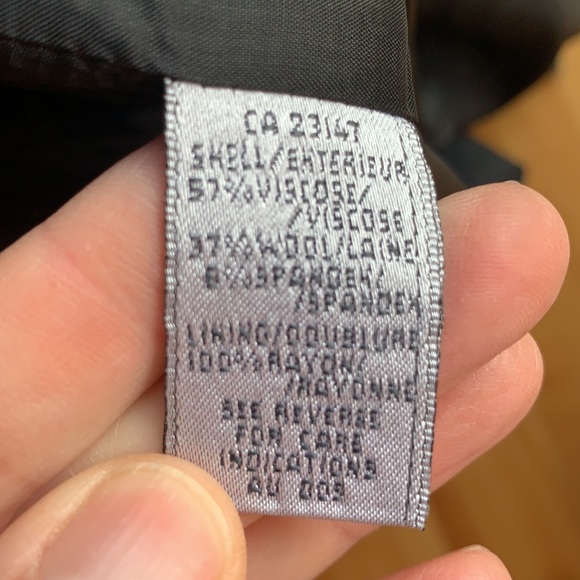 CA 23147
SHELL/EXTERIEUR
57% VISCOSE/
/VISCOSE
37% WOOL/LAINE
6% SPANDEX/
/SPANDEX
LINING/DOUBLURE
100% RAYON/
/RAYONNE
SEE REVERSE
FOR CARE
INDICATIONS
AU DOS